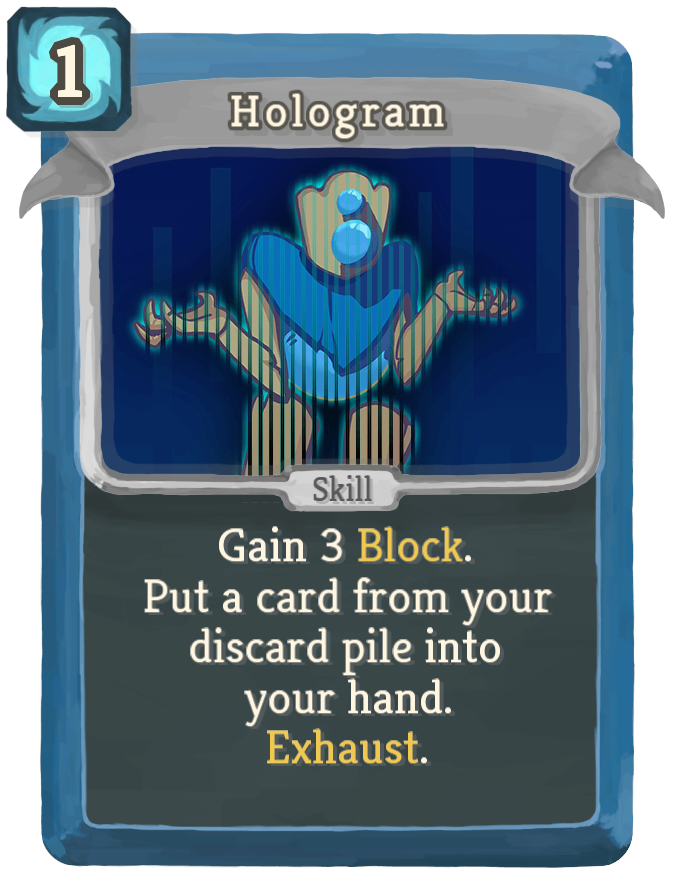 1
Hologram
Skill
Gain 3 Block.
Put a card from your
discard pile into
your hand.
Exhaust.